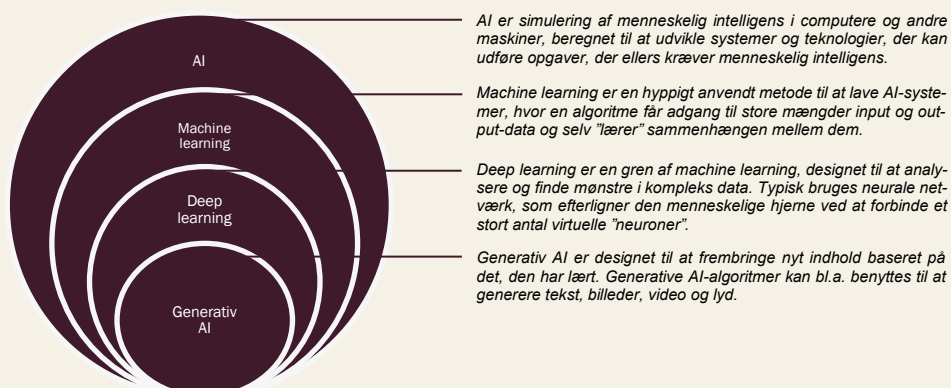 AI
Machine
learning
Deep
learning
Generativ
AI
AI er simulering af menneskelig intelligens i computere og andre
maskiner, beregnet til at udvikle systemer og teknologier, der kan
udføre opgaver, der ellers kræver menneskelig intelligens.
Machine learning er en hyppigt anvendt metode til at lave AI-syste-
mer, hvor en algoritme får adgang til store mængder input og out-
put-data og selv ”lærer” sammenhængen mellem dem.
Deep learning er en gren af machine learning, designet til at analy-
sere og finde mønstre i kompleks data. Typisk bruges neurale net-
værk, som efterligner den menneskelige hjerne ved at forbinde et
stort antal virtuelle ”neuroner”.
Generativ AI er designet til at frembringe nyt indhold baseret på
det, den har lært. Generative AI-algoritmer kan bl.a. benyttes til at
generere tekst, billeder, video og lyd.